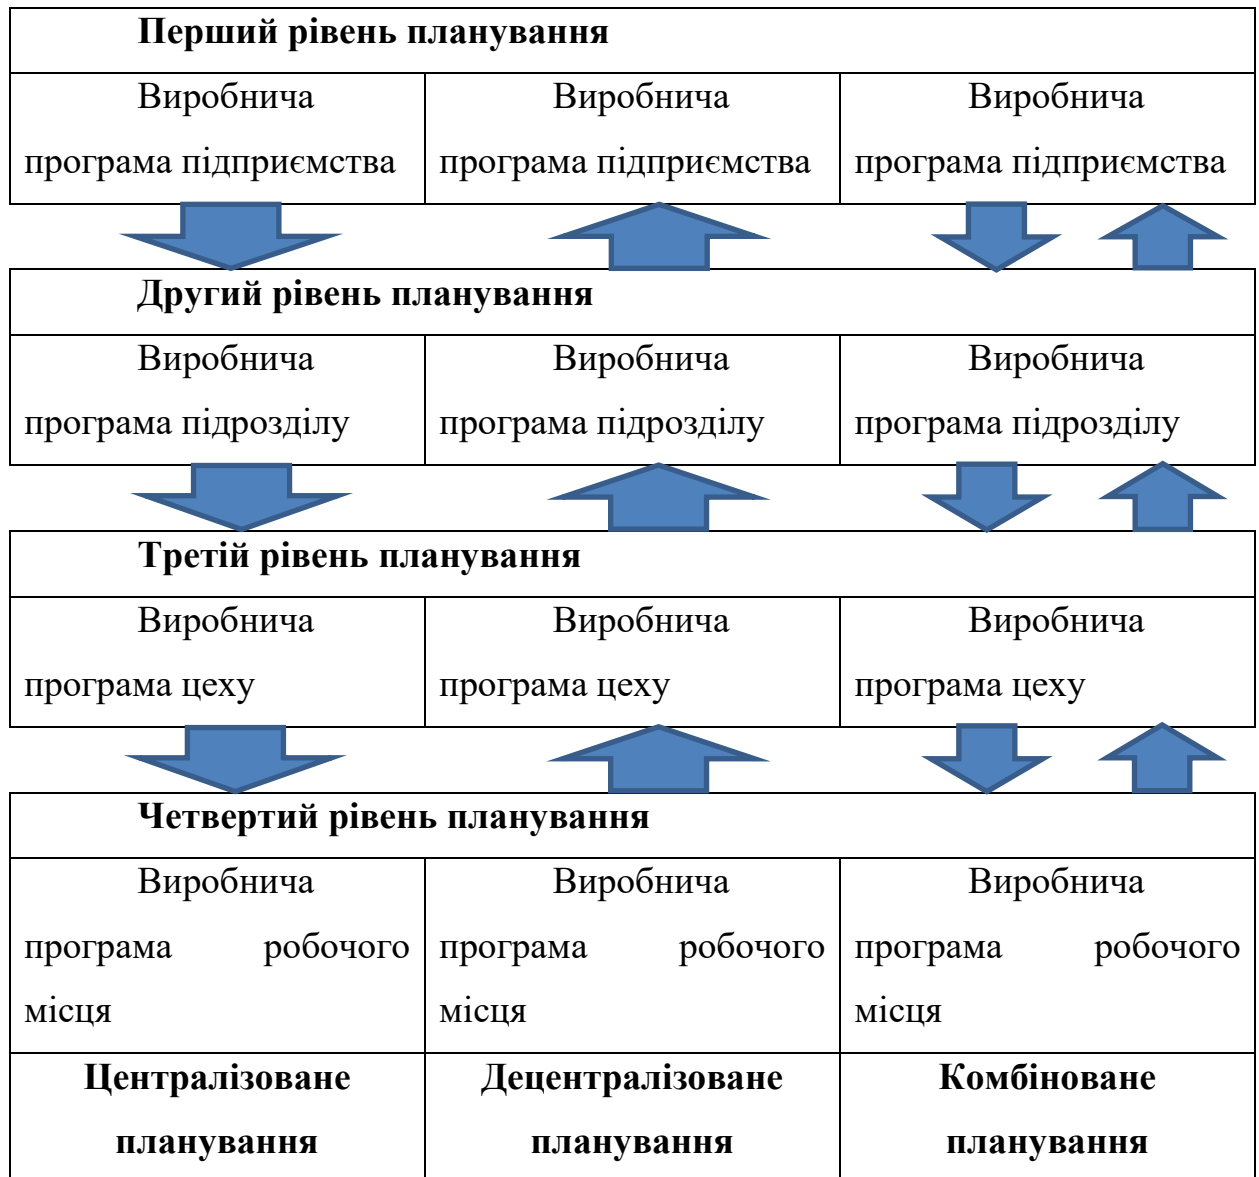 Перший рівень планування
Виробнича
програма підприємства
Виробнича
програма підприємства
Виробнича
програма підприємства
Другий рівень планування
Виробнича
програма підрозділу
Виробнича
програма підрозділу
Виробнича
програма підрозділу
Третій рівень планування
Виробнича
програма цеху
Виробнича
програма цеху
Виробнича
програма цеху
Четвертий рівень планування
Виробнича
програма робочого
місця
Виробнича
програма робочого
місця
Виробнича
програма робочого
місця
Централізоване
планування
Децентралізоване
планування
Комбіноване
планування